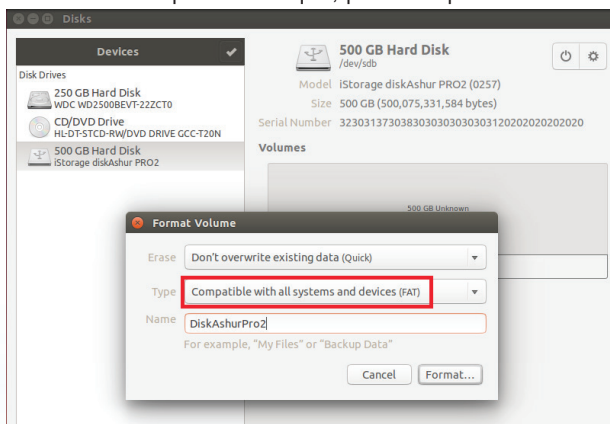 Disks
Devices
Disk Drives
250 GB Hard Disk
WDC WD2500BEVT-22ZCT0
CD/DVD Drive
HL-DT-STCD-RW/DVD DRIVE GCC-T20N
500 GB Hard Disk
iStorage diskAshur PRO2
500 GB Hard Disk
/dev/sdb
Model iStorage diskAshur PRO2 (0257)
Size 500 GB (500,075,331,584 bytes)
Serial Number 3230313730383030303030303120202020202020
Volumes
500 GB Unknown
Format Volume
Erase Don't overwrite existing data (Quick)
Type Compatible with all systems and devices (FAT)
Name DiskAshurPro2
For example, "My Files" or "Backup Data"
Cancel Format...